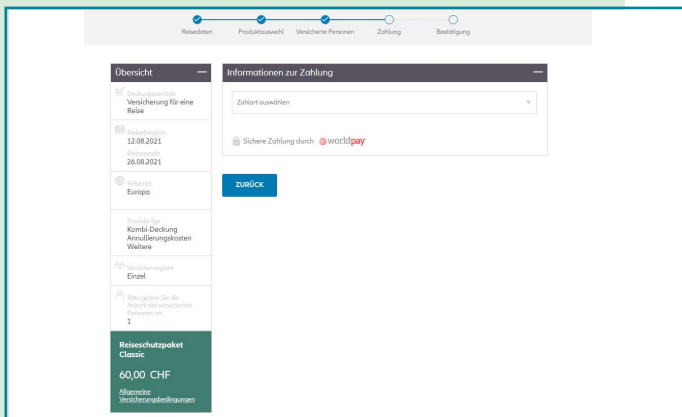 Reisedaten Produktauswahl Versicherte Personen Zahlung Bestätigung
Übersicht
Deckungsperiode
Versicherung für eine
Reise
Reisebeginn
12.08.2021
Reiseende
26.08.2021
Reiseziel
Europa
Produkt-Typ
Kombi-Deckung
Annullierungskosten
Weitere
Versicherungsart
Einzel
Bitte geben Sie die
Anzahl der versicherten
Personen an.
1
Reiseschutzpaket
Classic
60,00 CHF
Allgemeine
Versicherungsbedingungen
Informationen zur Zahlung
Zahlart auswählen
Sichere Zahlung durch worldpay
ZURÜCK